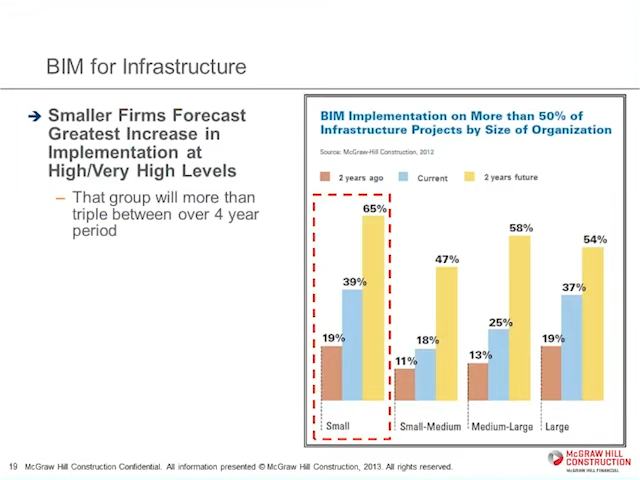 BIM for Infrastructure
Smaller Firms Forecast
Greatest Increase in
Implementation at
High/Very High Levels
– That group will more than
triple between over 4 year
period
BIM Implementation on More than 50% of
Infrastructure Projects by Size of Organization
Source: McGraw-Hill Construction, 2012
2 years ago Current 2 years future
19% 39% 65%
11% 18% 47%
13% 25% 58%
19% 37% 54%
Small Small-Medium Medium-Large Large
19 McGraw Hill Construction Confidential. All information presented © McGraw Hill Construction, 2013. All rights reserved.
McGRAW HILL
CONSTRUCTION
McGRAW HILL FINANCIAL